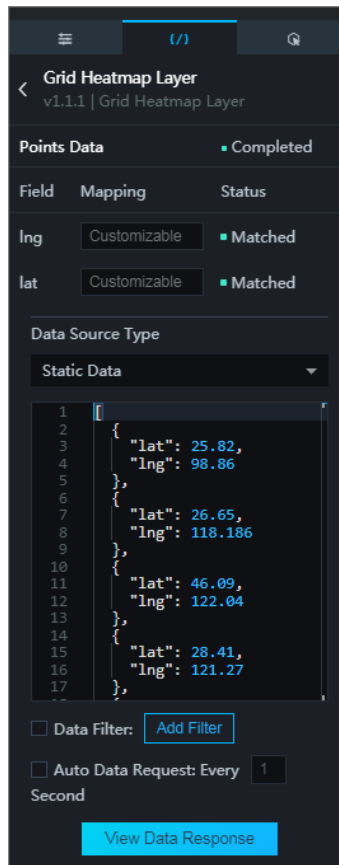 {/}
Grid Heatmap Layer
v1.1.1 | Grid Heatmap Layer
Points Data Completed
Field Mapping Status
lng Customizable Matched
lat Customizable Matched
Data Source Type
Static Data
1 [
2 {
3 "lat": 25.82,
4 "lng": 98.86
5 },
6 {
7 "lat": 26.65,
8 "lng": 118.186
9 },
10 {
11 "lat": 46.09,
12 "lng": 122.04
13 },
14 {
15 "lat": 28.41,
16 "lng": 121.27
17 },
Data Filter: Add Filter
Auto Data Request: Every 1
Second
View Data Response